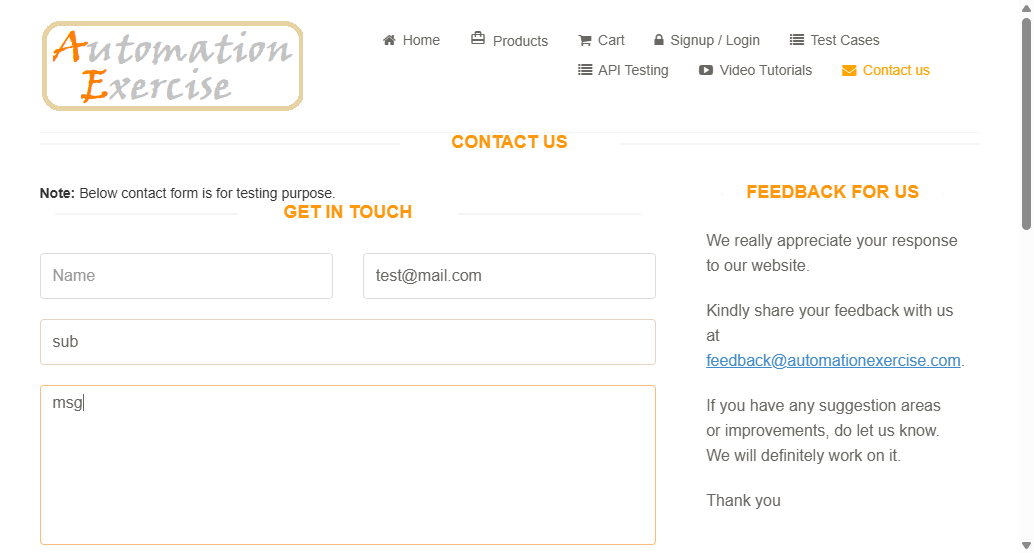 Automation
Exercise
Home Products Cart Signup / Login Test Cases
API Testing Video Tutorials Contact us
CONTACT US
Note: Below contact form is for testing purpose.
GET IN TOUCH
Name test@mail.com
sub
msg
FEEDBACK FOR US
We really appreciate your response
to our website.
Kindly share your feedback with us
at
feedback@automationexercise.com.
If you have any suggestion areas
or improvements, do let us know.
We will definitely work on it.
Thank you